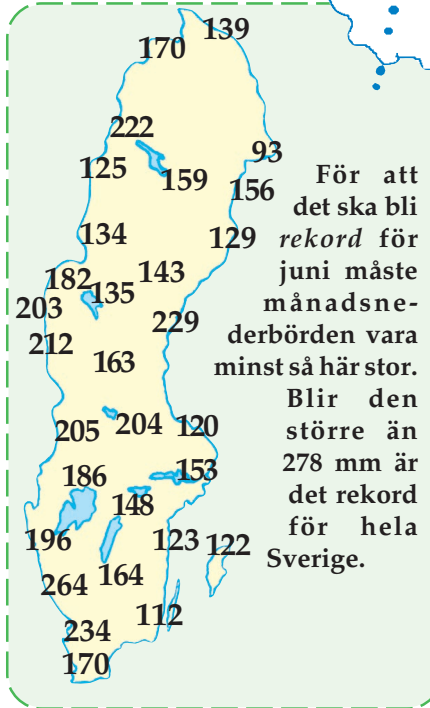 139
170
222
93
125
159
156
134
129
182
143
135
203
229
212
163
205 204 120
186
153
148
196
123
122
264
164
112
234
170
För att
det ska bli
rekord för
juni måste
månadsne-
derbörden vara
minst så här stor.
Blir den
större än
278 mm är
det rekord
för hela
Sverige.